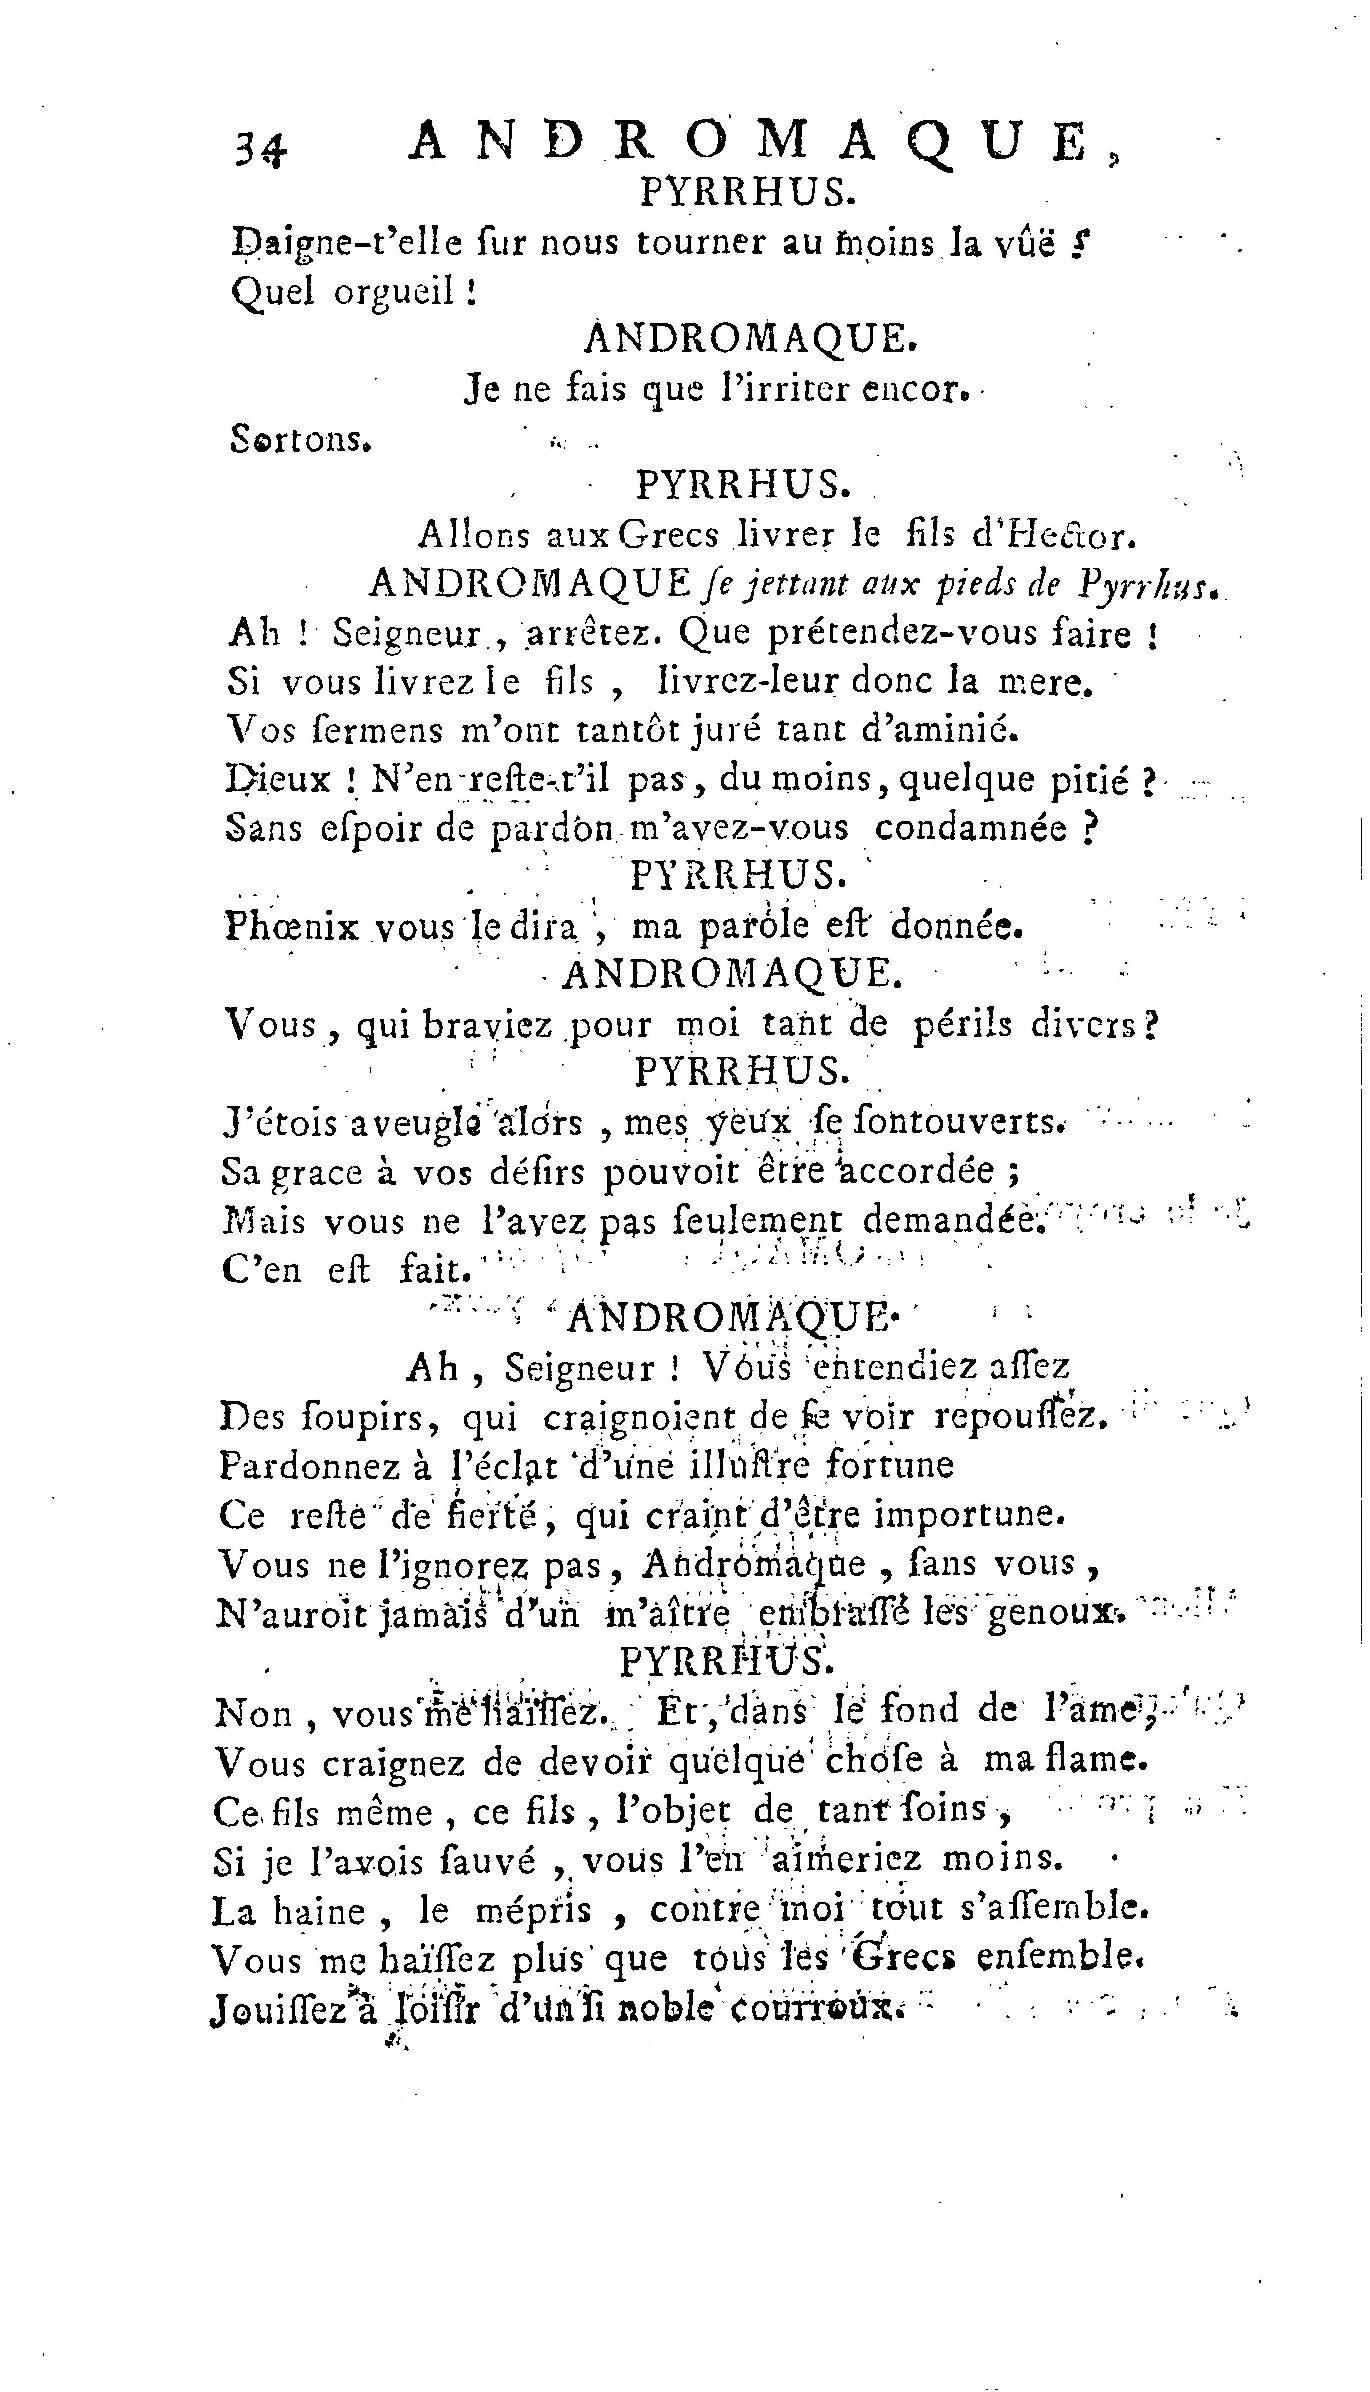 34 ANDROMAQUE,
PYRRHUS.
Daigne-t'elle ſur nous tourner au moins la vûë ?
Quel orgueil !
ANDROMAQUE.
Je ne fais que l'irriter encor.
Sortons.
PYRRHUS.
Allons aux Grecs livrer le fils d'Hector.
ANDROMAQUE ſe jettant aux pieds de Pyrrhus.
Ah ! Seigneur, arrêtez. Que prétendez-vous faire !
Si vous livrez le fils, livrez-leur donc la mere.
Vos ſermens m'ont tantôt juré tant d'aminié.
Dieux ! N'en reſte-t'il pas, du moins, quelque pitié ?
Sans eſpoir de pardon m'avez-vous condamnée ?
PYRRHUS.
Phœnix vous le dira, ma parole eſt donnée.
ANDROMAQUE.
Vous, qui braviez pour moi tant de périls divers ?
PYRRHUS.
J'étois aveugle alors, mes yeux ſe ſontouverts.
Sa grace à vos déſirs pouvoit être accordée ;
Mais vous ne l'avez pas ſeulement demandée.
C'en eſt fait.
ANDROMAQUE.
Ah, Seigneur ! Vous entendiez aſſez
Des ſoupirs, qui craignoient de ſe voir repouſſez.
Pardonnez à l'éclat d'une illuſtre fortune
Ce reſte de fierté, qui craint d'être importune.
Vous ne l'ignorez pas, Andromaque, ſans vous,
N'auroit jamais d'un m'aître embraſſé les genoux.
PYRRHUS.
Non, vous me haïſſez. Et, dans le fond de l'ame,
Vous craignez de devoir quelque choſe à ma flame.
Ce fils même, ce fils, l'objet de tant ſoins,
Si je l'avois ſauvé, vous l'en aimeriez moins.
La haine, le mépris, contre moi tout s'aſſemble.
Vous me haïſſez plus que tous les Grecs enſemble.
Jouiſſez à loiſir d'un ſi noble courroux.